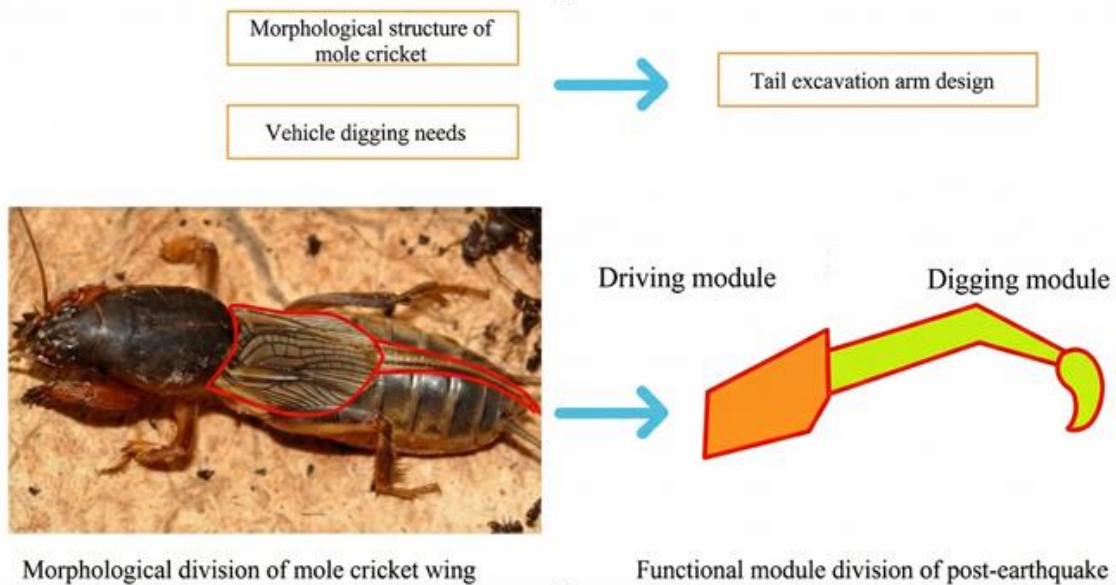 Morphological structure of
mole cricket
Tail excavation arm design
Vehicle digging needs
Driving module
Digging module
Morphological division of mole cricket wing
Functional module division of post-earthquake